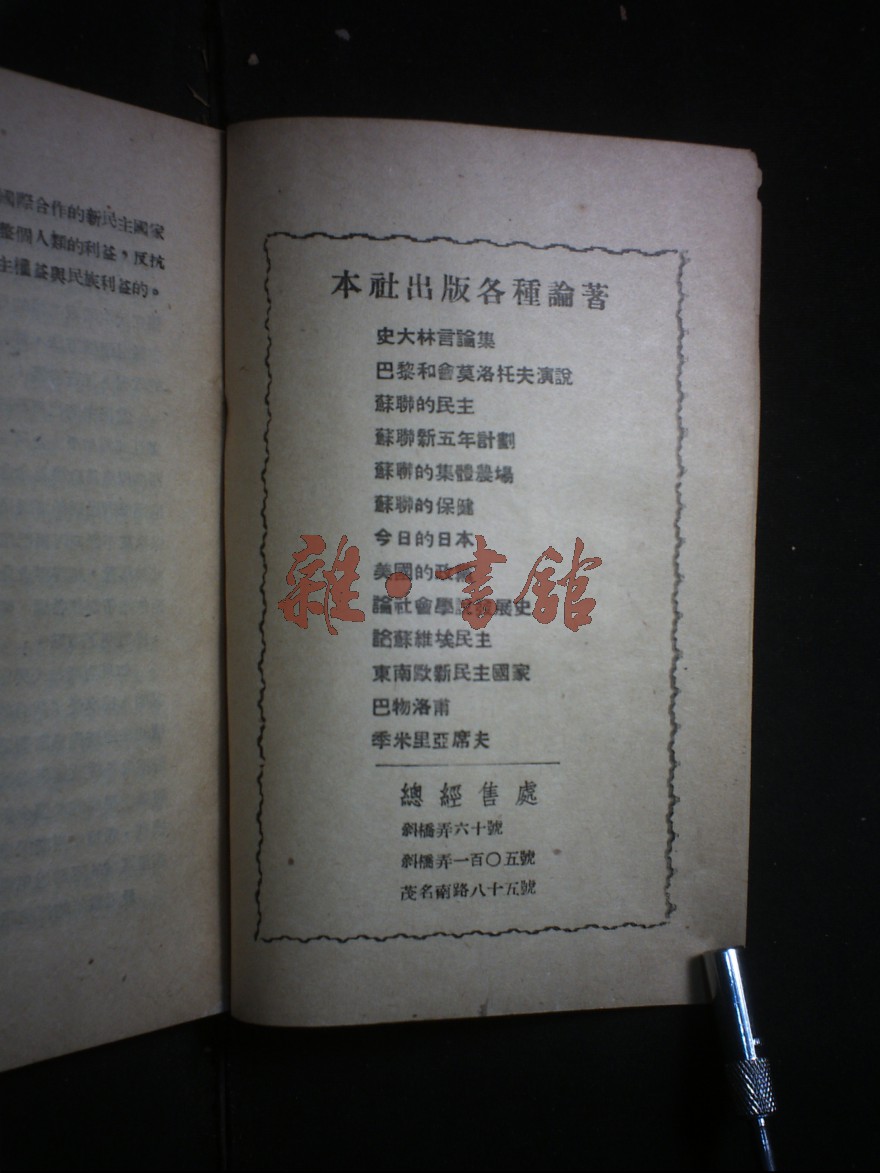 國際合作的新民主國家
整個人類的利益，反抗
主權益與民族利益的。
本社出版各種論著
史大林言論集
巴黎和會莫洛托夫演說
蘇聯的民主
蘇聯新五年計劃
蘇聯的集體農場
蘇聯的保健
今日的日本
美國的政黨
論社會學說發展史
論蘇維埃民主
東南歐新民主國家
巴物洛甫
季米里亞席夫
總經售處
斜橋弄六十號
斜橋弄一百〇五號
茂名南路八十五號
雜·書館